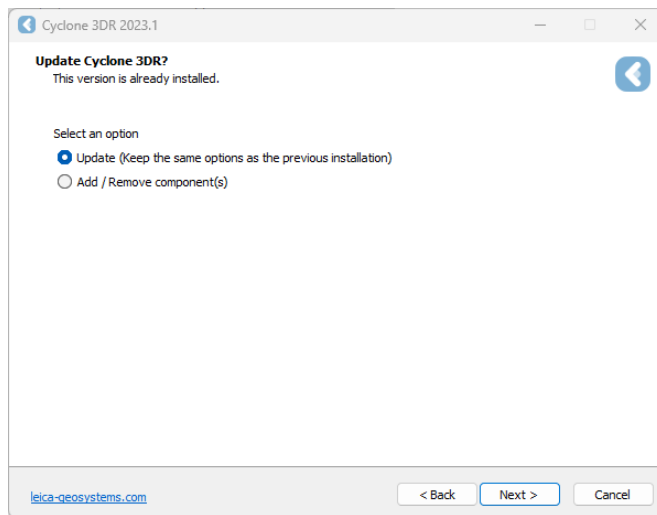 Cyclone 3DR 2023.1
Update Cyclone 3DR?
This version is already installed.
Select an option
Update (Keep the same options as the previous installation)
Add / Remove component(s)
leica-geosystems.com
< Back
Next >
Cancel